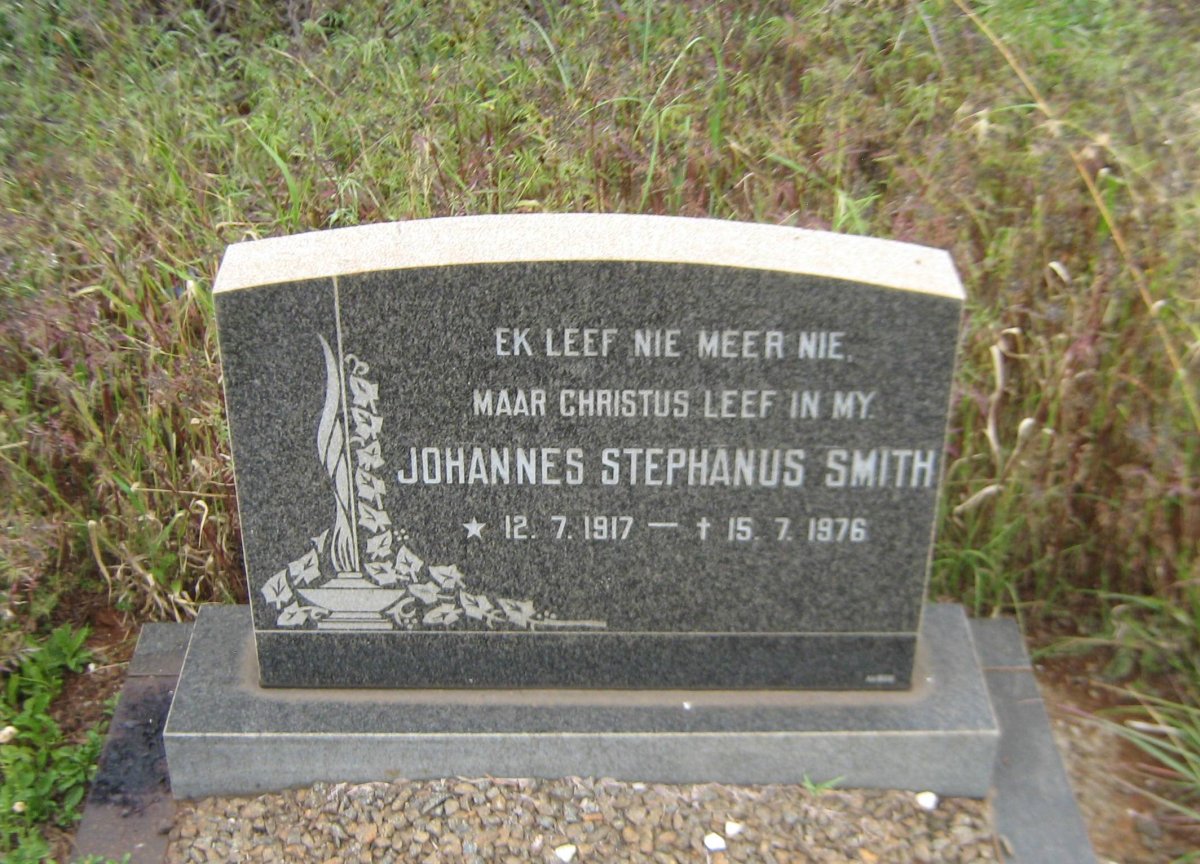 EK LEEF NIE MEER NIE,
MAAR CHRISTUS LEEF IN MY.
JOHANNES STEPHANUS SMITH
★ 12. 7. 1917 — † 15. 7. 1976